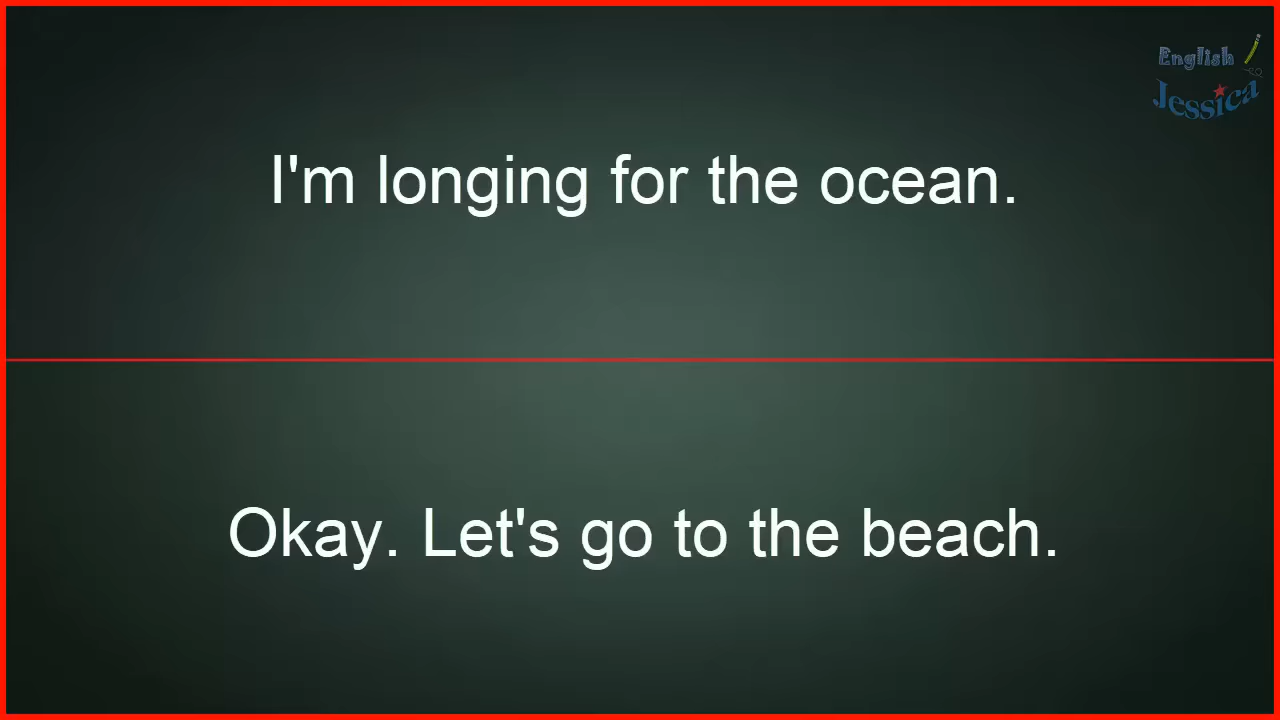 English
Jessica
I'm longing for the ocean.
Okay. Let's go to the beach.